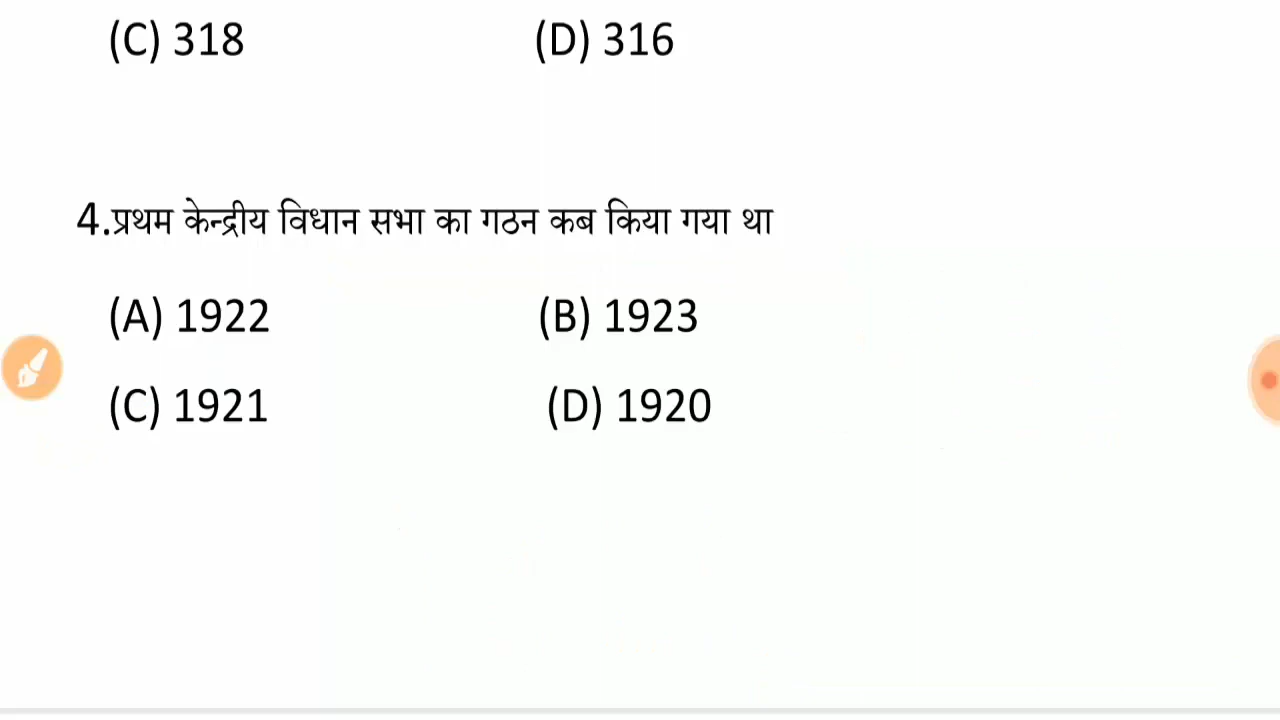 (C) 318 (D) 316
4.प्रथम केन्द्रीय विधान सभा का गठन कब किया गया था
(A) 1922 (B) 1923
(C) 1921 (D) 1920